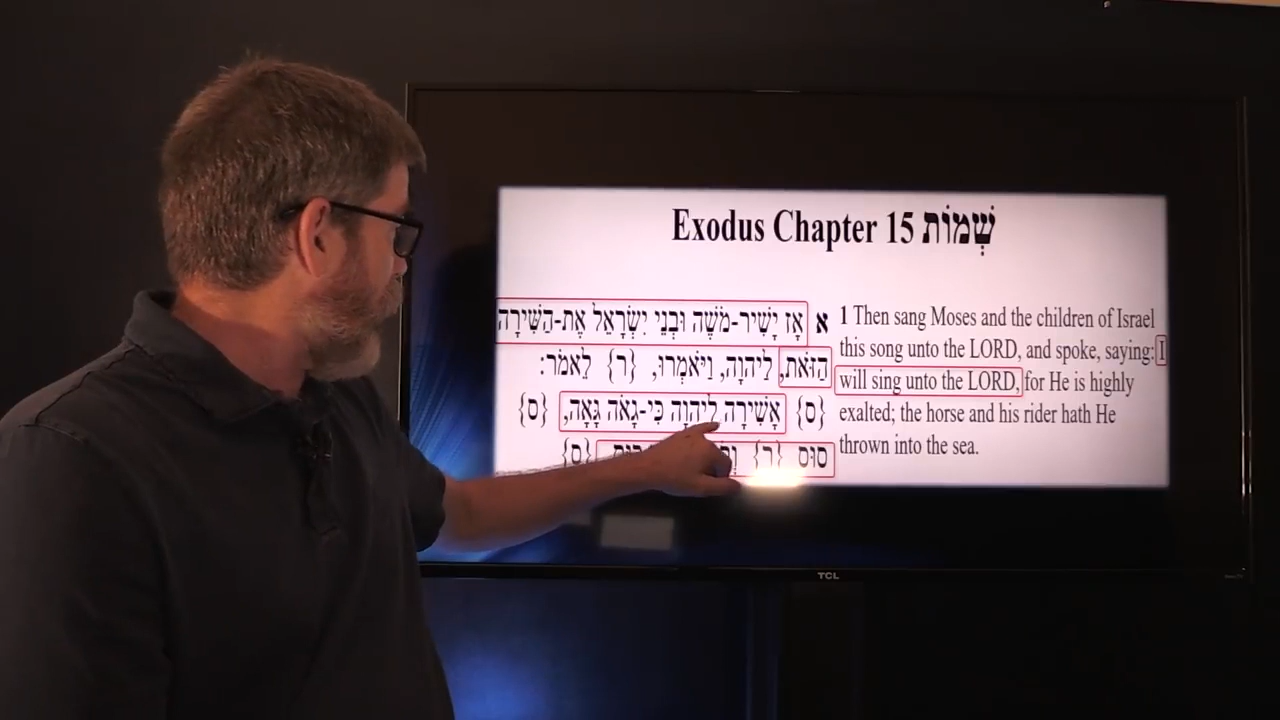 Exodus Chapter 15 שְׁמוֹת
א אָז יָשִׁיר-מֹשֶׁה וּבְנֵי יִשְׂרָאֵל אֶת-הַשִּׁירָה
הַזֹּאת, לַיהוָה, וַיֹּאמְרוּ, {ר} לֵאמֹר:
{ס} אָשִׁירָה לַיהוָה כִּי-גָאֹה גָּאָה, {ס}
סוּס {ר} {ס}
1 Then sang Moses and the children of Israel
this song unto the LORD, and spoke, saying: I
will sing unto the LORD, for He is highly
exalted; the horse and his rider hath He
thrown into the sea.
TCL